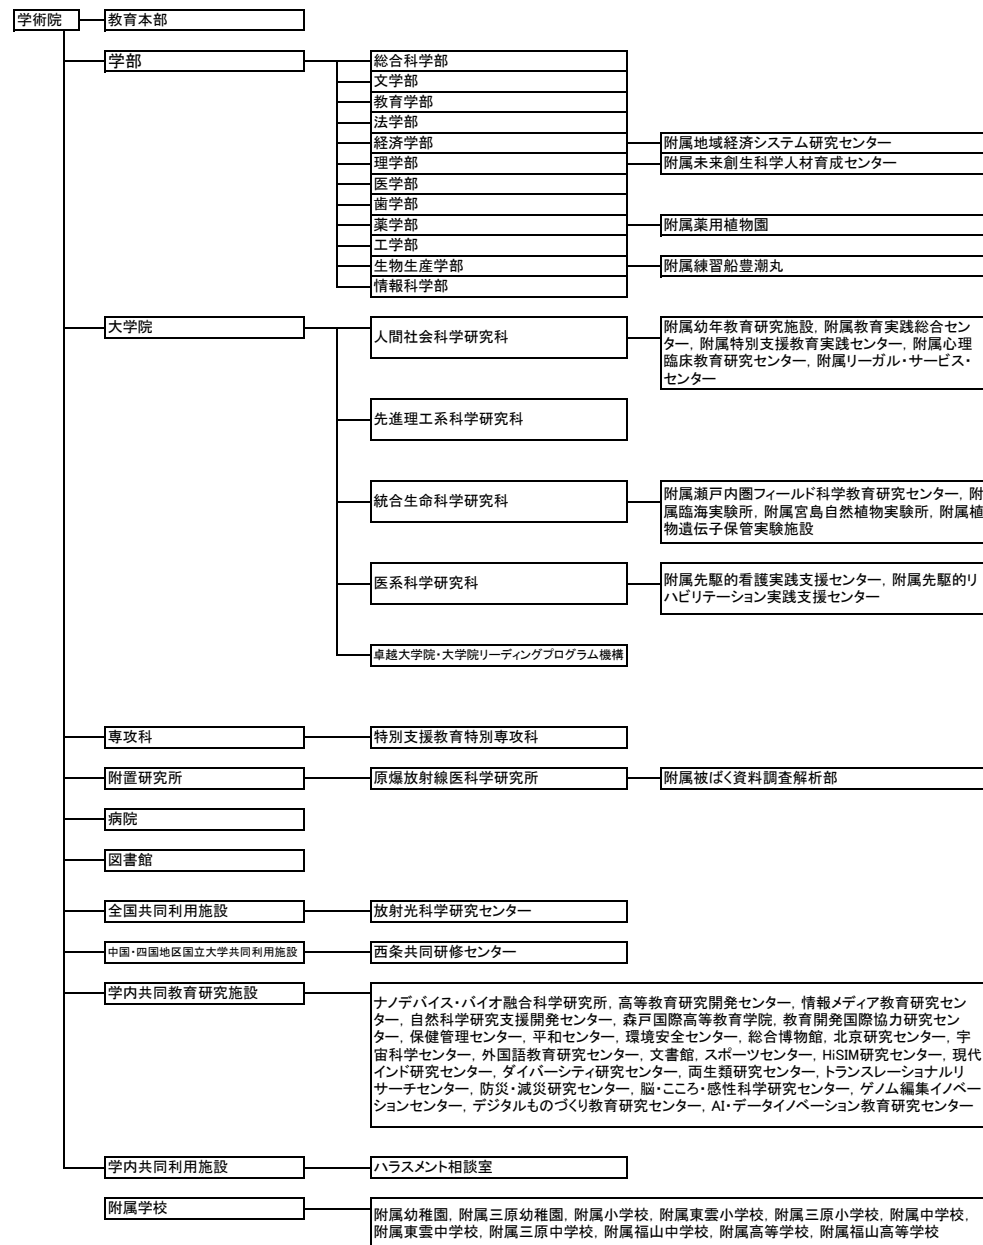 学術院
教育本部
学部
総合科学部
文学部
教育学部
法学部
経済学部
附属地域経済システム研究センター
理学部
附属未来創生科学人材育成センター
医学部
歯学部
薬学部
附属薬用植物園
工学部
生物生産学部
附属練習船豊潮丸
情報科学部
大学院
人間社会科学研究科
附属幼年教育研究施設, 附属教育実践総合セン
ター, 附属特別支援教育実践センター, 附属心理
臨床教育研究センター, 附属リーガル・サービス・
センター
先進理工系科学研究科
統合生命科学研究科
附属瀬戸内圏フィールド科学教育研究センター, 附
属臨海実験所, 附属宮島自然植物実験所, 附属植
物遺伝子保管実験施設
医系科学研究科
附属先駆的看護実践支援センター, 附属先駆的リ
ハビリテーション実践支援センター
卓越大学院・大学院リーディングプログラム機構
専攻科
特別支援教育特別専攻科
附置研究所
原爆放射線医科学研究所
附属被ばく資料調査解析部
病院
図書館
全国共同利用施設
放射光科学研究センター
中国・四国地区国立大学共同利用施設
西条共同研修センター
学内共同教育研究施設
ナノデバイス・バイオ融合科学研究所, 高等教育研究開発センター, 情報メディア教育研究セン
ター, 自然科学研究支援開発センター, 森戸国際高等教育学院, 教育開発国際協力研究セン
ター, 保健管理センター, 平和センター, 環境安全センター, 総合博物館, 北京研究センター, 宇
宙科学センター, 外国語教育研究センター, 文書館, スポーツセンター, HiSIM研究センター, 現代
インド研究センター, ダイバーシティ研究センター, 両生類研究センター, トランスレーショナルリ
サーチセンター, 防災・減災研究センター, 脳・こころ・感性科学研究センター, ゲノム編集イノベー
ションセンター, デジタルものづくり教育研究センター, AI・データイノベーション教育研究センター
学内共同利用施設
ハラスメント相談室
附属学校
附属幼稚園, 附属三原幼稚園, 附属小学校, 附属東雲小学校, 附属三原小学校, 附属中学校,
附属東雲中学校, 附属三原中学校, 附属福山中学校, 附属高等学校, 附属福山高等学校